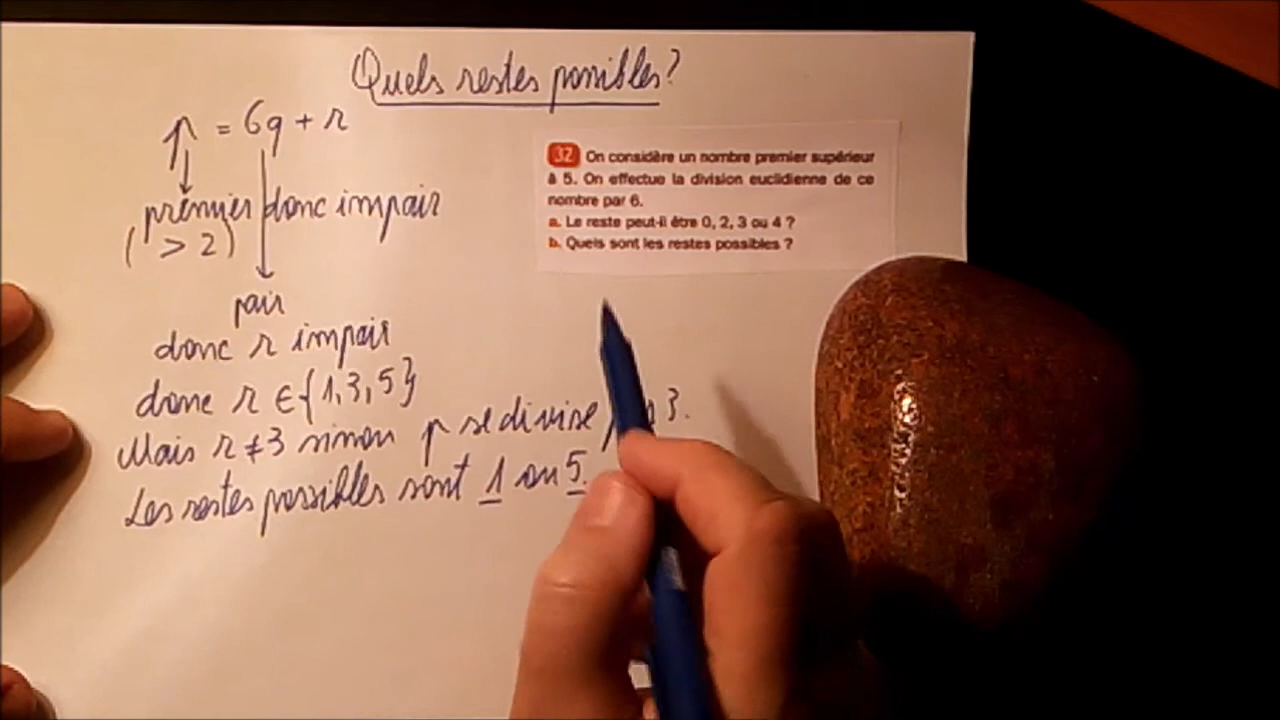 Quels restes possibles?
p = 6q + r
premier donc impair
( > 2)
pair
donc r impair
donc r ∈ {1, 3, 5}
Mais r ≠ 3 sinon p se divise 3.
Les restes possibles sont 1 ou 5.
32 On considère un nombre premier supérieur
à 5. On effectue la division euclidienne de ce
nombre par 6.
a. Le reste peut-il être 0, 2, 3 ou 4 ?
b. Quels sont les restes possibles ?